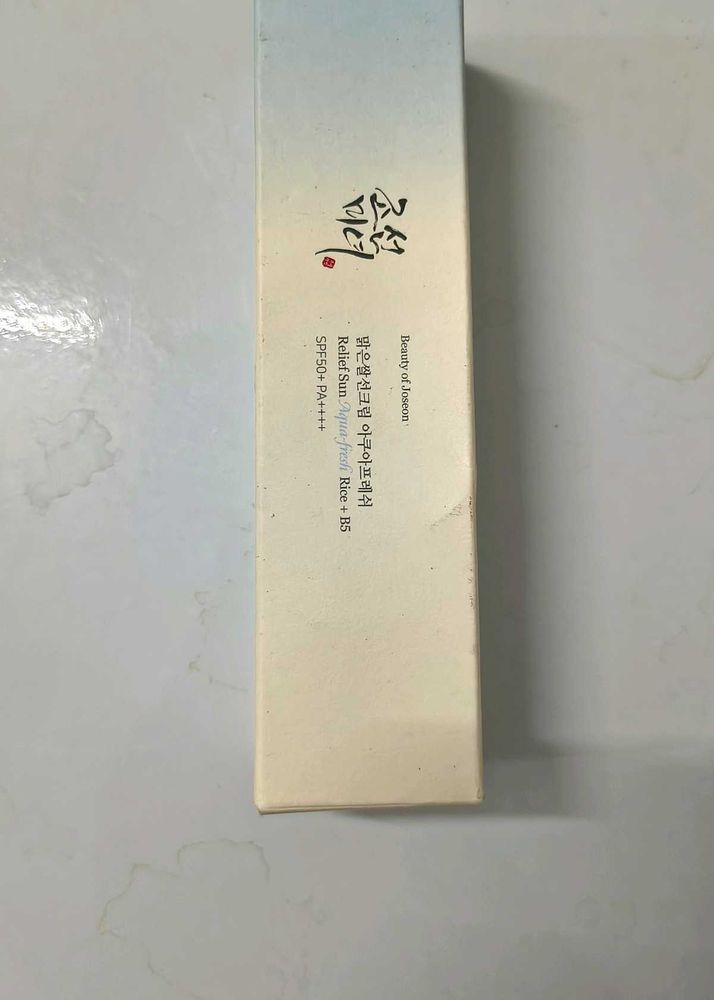 조선
미녀
Beauty of Joseon
맑은쌀선크림 아쿠아프레쉬
Relief Sun Aqua-fresh Rice + B5
SPF50+ PA++++